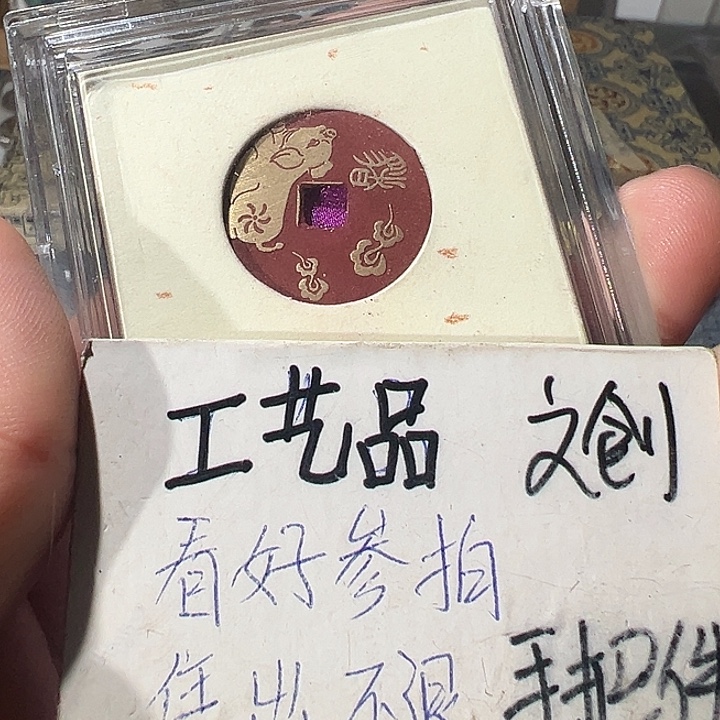 工艺品 文创
看好参拍
售出不退 手把件